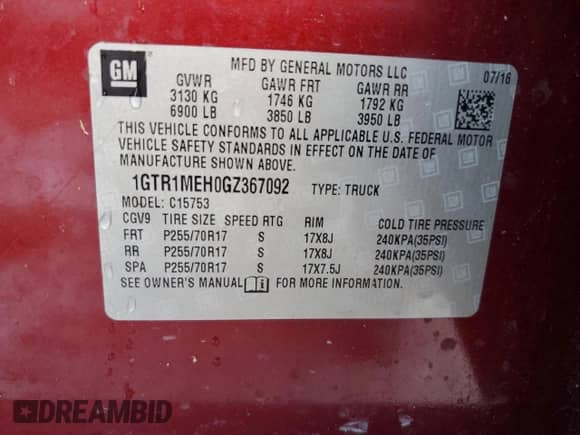 GM
MFD BY GENERAL MOTORS LLC 07/16
GVWR GAWR FRT GAWR RR
3130 KG 1746 KG 1792 KG
6900 LB 3850 LB 3950 LB
THIS VEHICLE CONFORMS TO ALL APPLICABLE U.S. FEDERAL MOTOR
VEHICLE SAFETY STANDARDS IN EFFECT ON THE DATE OF
MANUFACTURE SHOWN ABOVE.
1GTR1MEH0GZ367092 TYPE: TRUCK
MODEL: C15753
CGV9 TIRE SIZE SPEED RTG RIM COLD TIRE PRESSURE
FRT P255/70R17 S 17X8J 240KPA(35PSI)
RR P255/70R17 S 17X8J 240KPA(35PSI)
SPA P255/70R17 S 17X7.5J 240KPA(35PSI)
SEE OWNER'S MANUAL FOR MORE INFORMATION.
DREAMBID